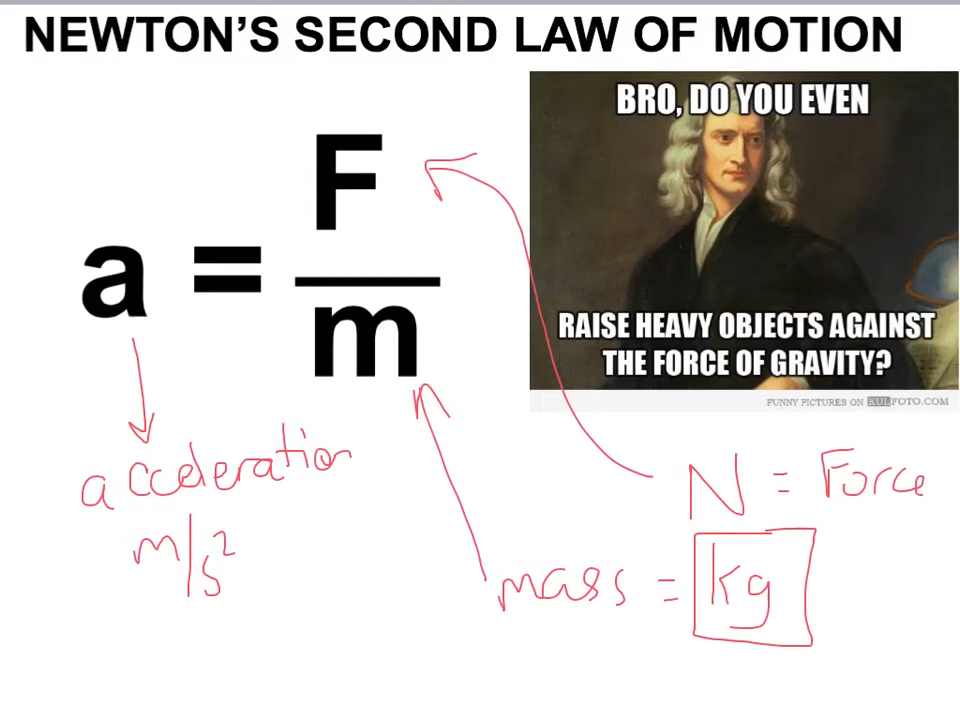 NEWTON'S SECOND LAW OF MOTION
a = F
m
BRO, DO YOU EVEN
RAISE HEAVY OBJECTS AGAINST
THE FORCE OF GRAVITY?
FUNNY PICTURES ON KULFOTO.COM
acceleration
m/s²
N = Force
mass = kg